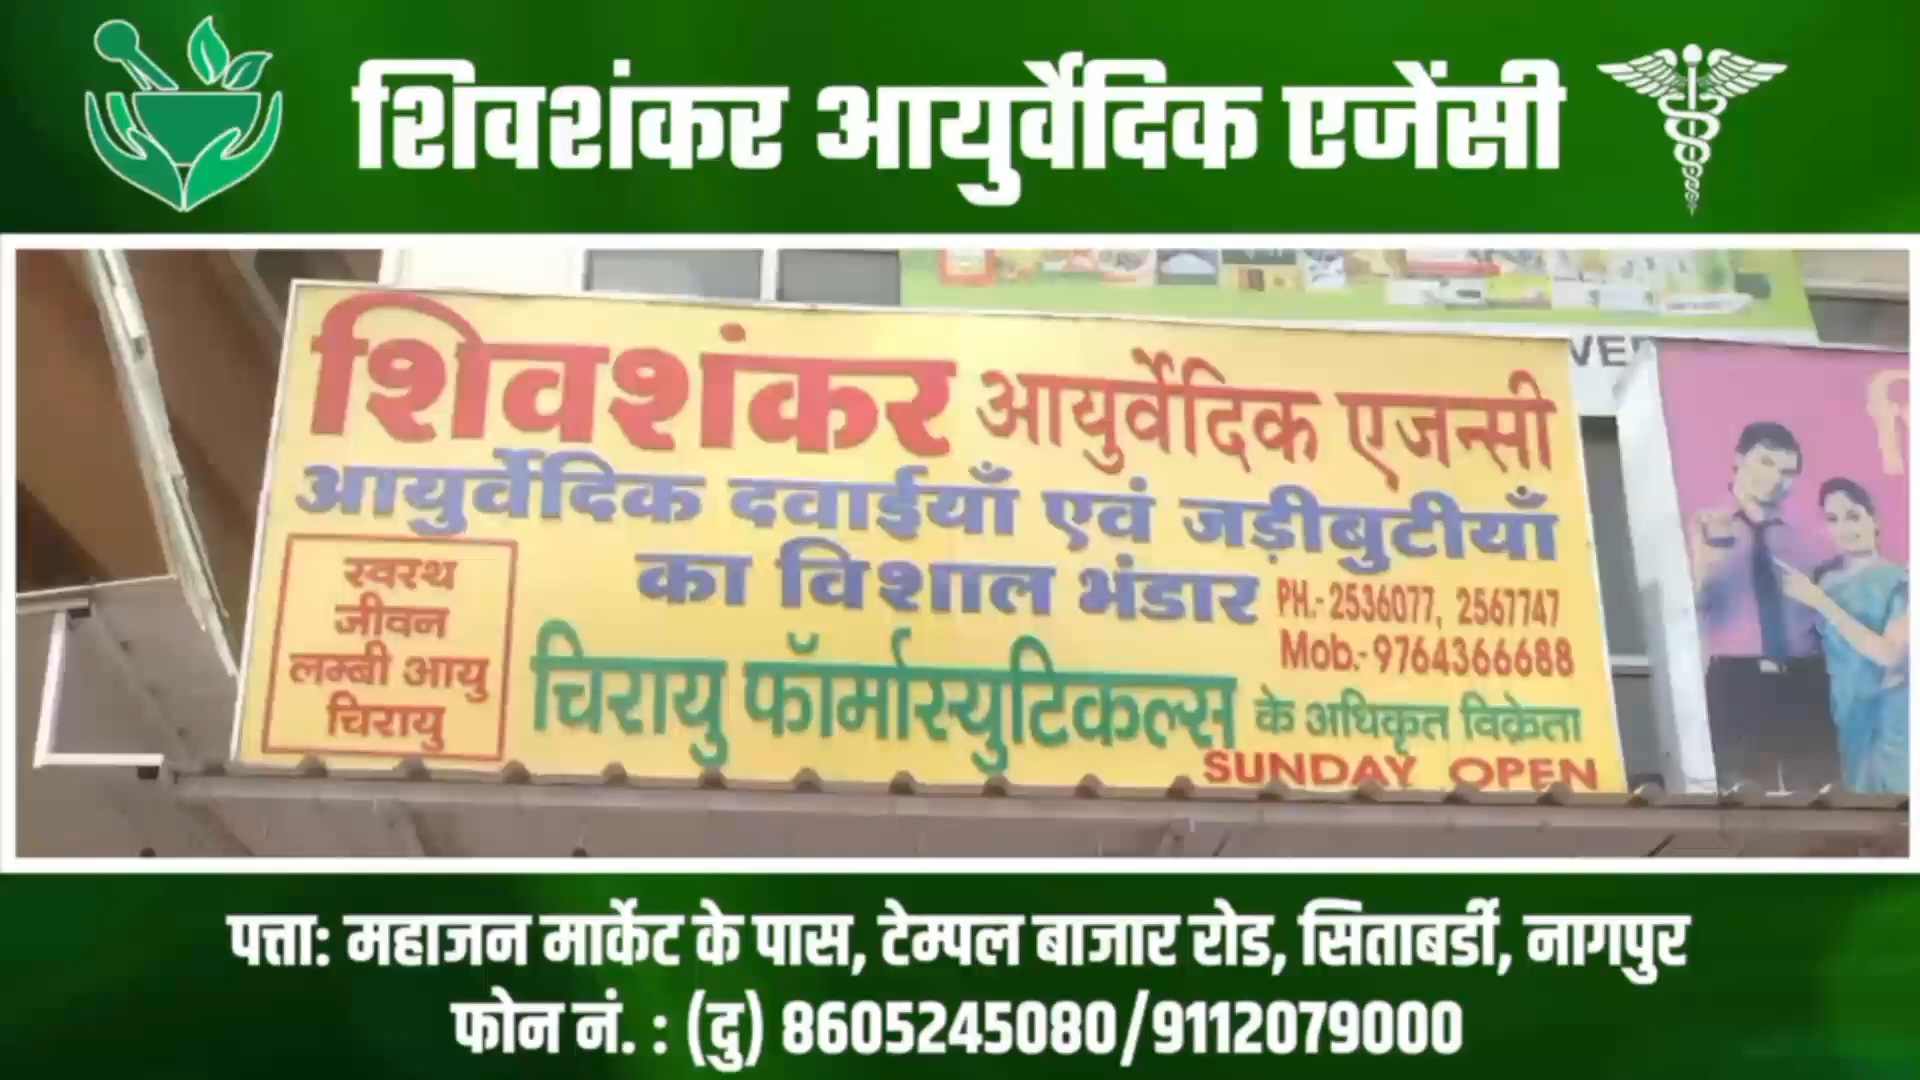 शिवशंकर आयुर्वेदिक एजेंसी
शिवशंकर आयुर्वेदिक एजन्सी
आयुर्वेदिक दवाईयाँ एवं जड़ीबुटीयाँ
का विशाल भंडार
PH.- 2536077, 2567747
Mob.- 9764366688
स्वस्थ
जीवन
लम्बी आयु
चिरायु
चिरायु फॉर्मास्युटिकल्स के अधिकृत विक्रेता
SUNDAY OPEN
पत्ता: महाजन मार्केट के पास, टेम्पल बाजार रोड, सिताबर्डी, नागपुर
फोन नं. : (दु) 8605245080/9112079000